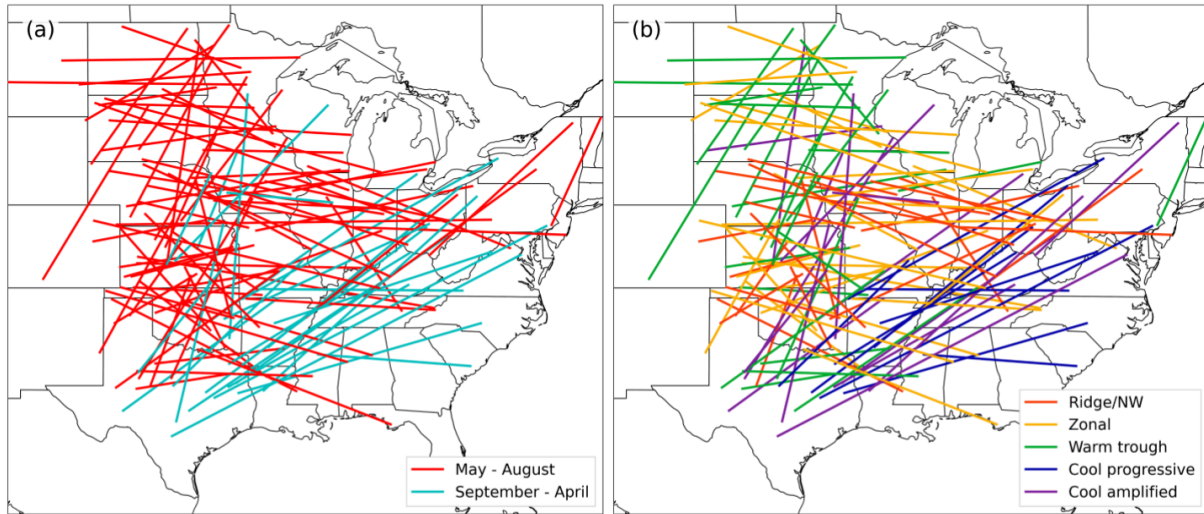 (a)
May - August
September - April
(b)
Ridge/NW
Zonal
Warm trough
Cool progressive
Cool amplified